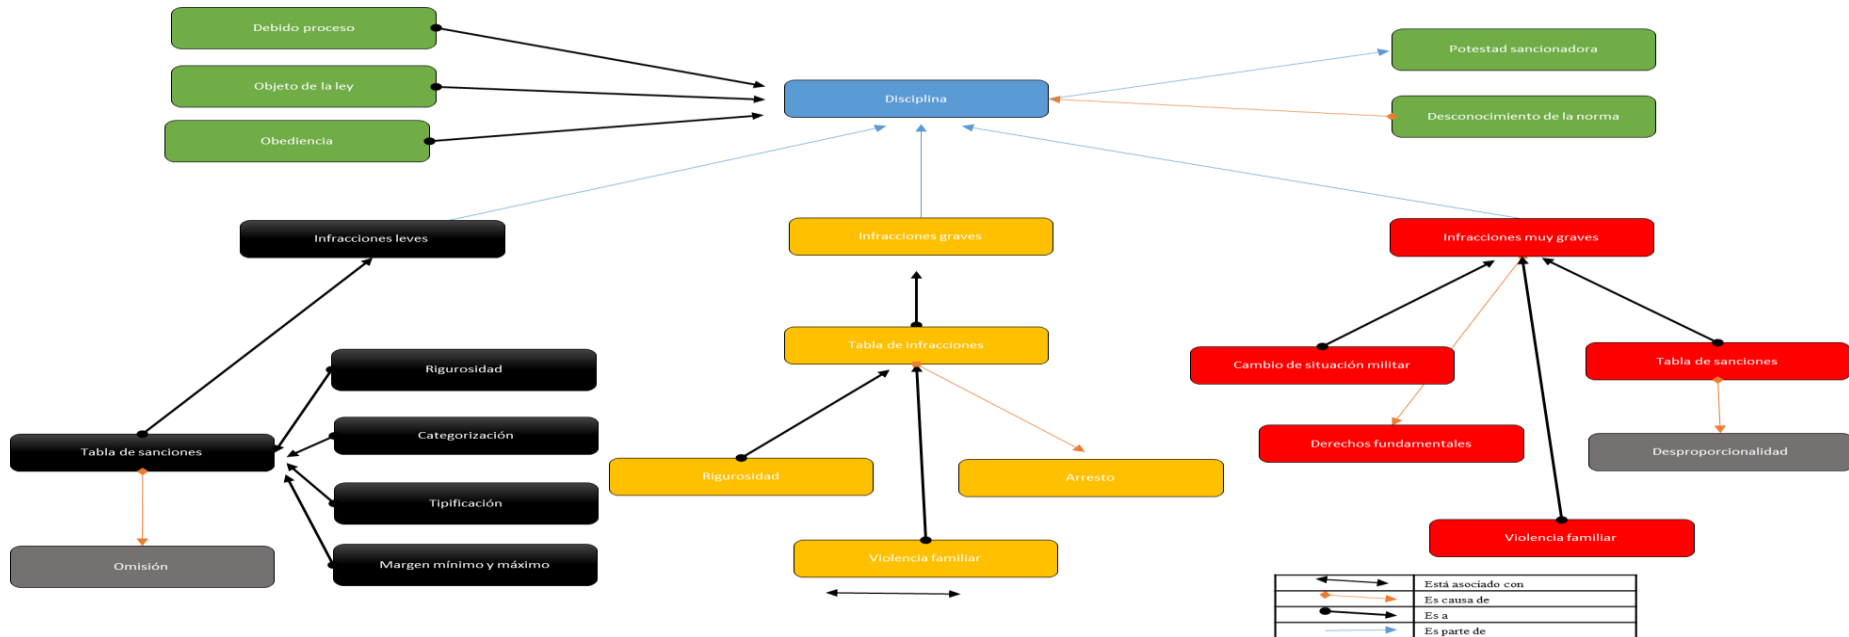 Debido proceso
Potestad sancionadora
Objeto de la ley
Disciplina
Desconocimiento de la norma
Obediencia
Infracciones leves
Infracciones graves
Infracciones muy graves
Tabla de infracciones
Rigurosidad
Cambio de situación militar
Tabla de sanciones
Categorización
Derechos fundamentales
Tabla de sanciones
Desproporcionalidad
Rigurosidad
Arresto
Tipificación
Violencia familiar
Violencia familiar
Omisión
Margen mínimo y máximo
Está asociado con
Es causa de
Es a
Es parte de